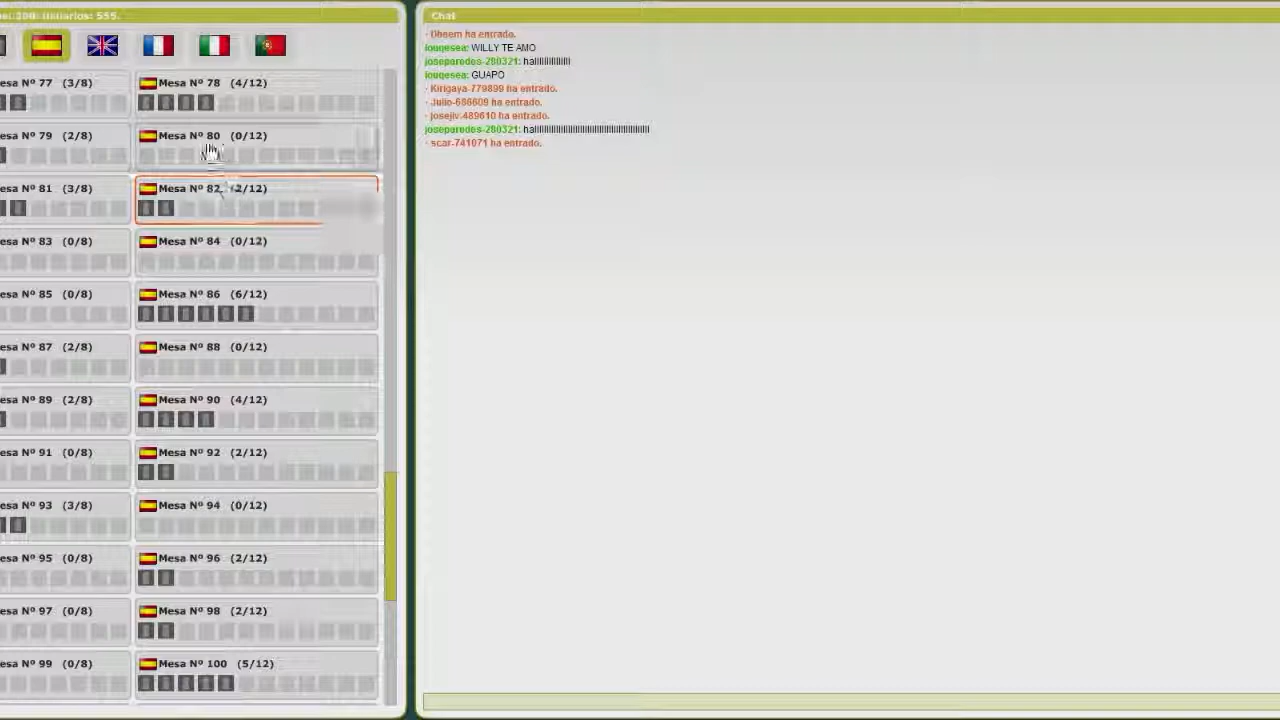 Usuarios: 555.
esa Nº 77 (3/8)
Mesa Nº 78 (4/12)
esa Nº 79 (2/8)
Mesa Nº 80 (0/12)
esa Nº 81 (3/8)
Mesa Nº 82 (2/12)
esa Nº 83 (0/8)
Mesa Nº 84 (0/12)
esa Nº 85 (0/8)
Mesa Nº 86 (6/12)
esa Nº 87 (2/8)
Mesa Nº 88 (0/12)
esa Nº 89 (2/8)
Mesa Nº 90 (4/12)
esa Nº 91 (0/8)
Mesa Nº 92 (2/12)
esa Nº 93 (3/8)
Mesa Nº 94 (0/12)
esa Nº 95 (0/8)
Mesa Nº 96 (2/12)
esa Nº 97 (0/8)
Mesa Nº 98 (2/12)
esa Nº 99 (0/8)
Mesa Nº 100 (5/12)
Chat
· Dheem ha entrado.
louqesea: WILLY TE AMO
joseparedes-280321:
louqesea: GUAPO
· Kirigaya-779899 ha entrado.
· Julio-686609 ha entrado.
· josejiv.489610 ha entrado.
joseparedes-280321:
· scar-741071 ha entrado.